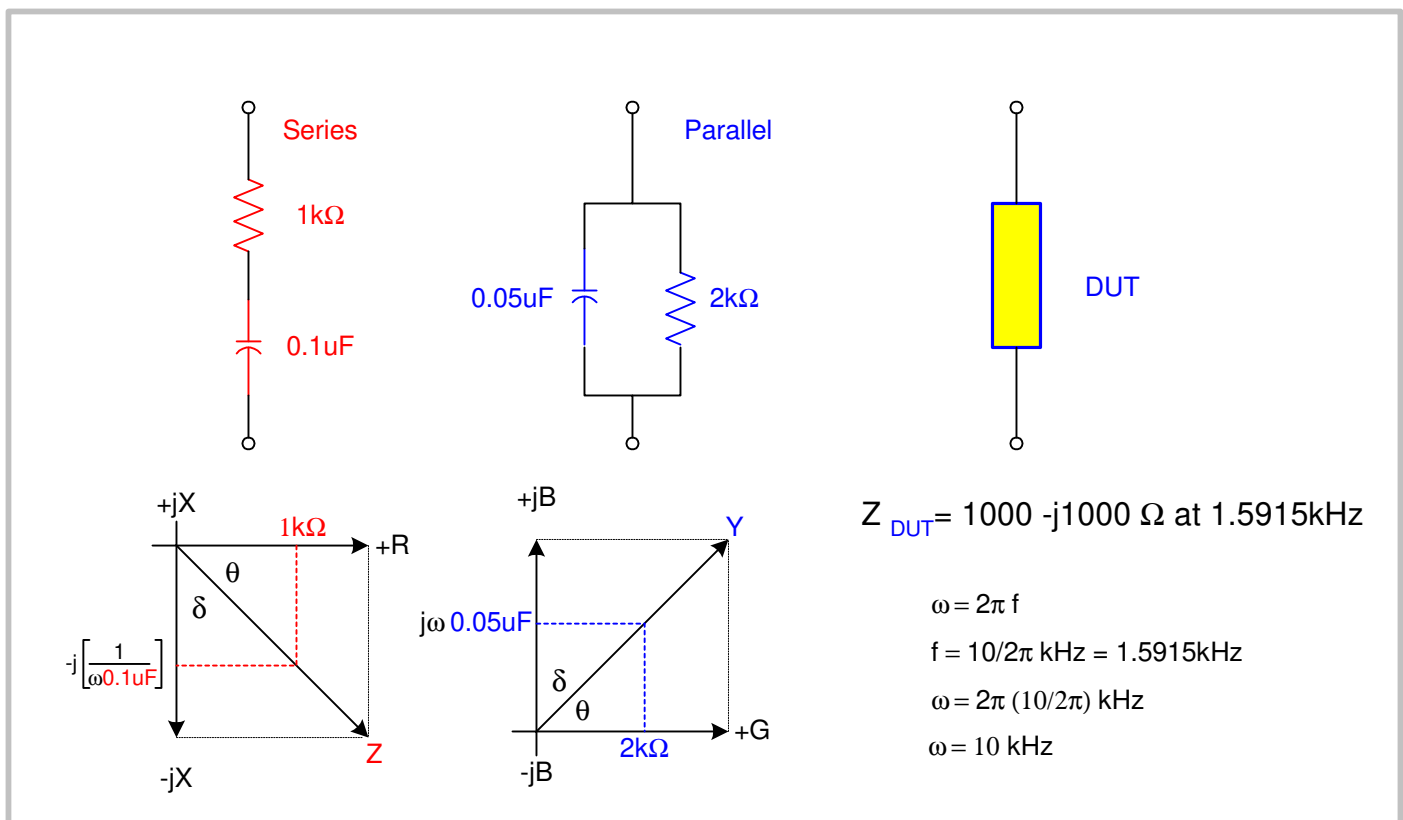 Series
1kΩ
0.1uF
Parallel
0.05uF
2kΩ
DUT
+jX
1kΩ
+R
θ
δ
-j[1/ω0.1uF]
Z
-jX
+jB
Y
jω 0.05uF
δ
θ
2kΩ
+G
-jB
Z DUT= 1000 -j1000 Ω at 1.5915kHz
ω = 2π f
f = 10/2π kHz = 1.5915kHz
ω = 2π (10/2π) kHz
ω = 10 kHz